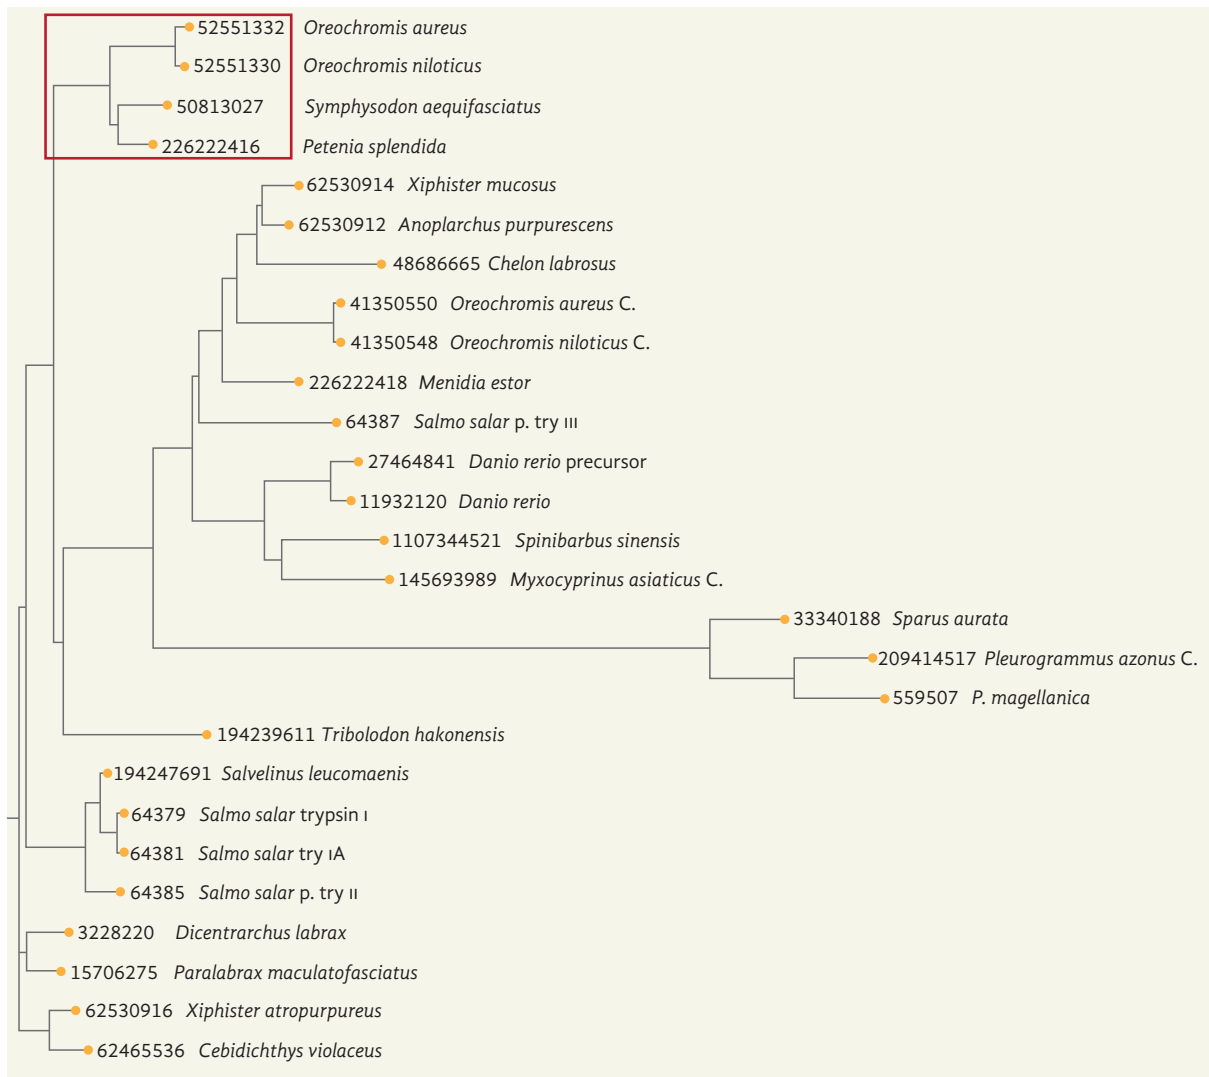 52551332 Oreochromis aureus
52551330 Oreochromis niloticus
50813027 Symphysodon aequifasciatus
226222416 Petenia splendida
62530914 Xiphister mucosus
62530912 Anoplarchus purpurescens
48686665 Chelon labrosus
41350550 Oreochromis aureus C.
41350548 Oreochromis niloticus C.
226222418 Menidia estor
64387 Salmo salar p. try III
27464841 Danio rerio precursor
11932120 Danio rerio
1107344521 Spinibarbus sinensis
145693989 Myxocyprinus asiaticus C.
33340188 Sparus aurata
209414517 Pleurogrammus azonus C.
559507 P. magellanica
194239611 Tribolodon hakonensis
194247691 Salvelinus leucomaenis
64379 Salmo salar trypsin I
64381 Salmo salar try IA
64385 Salmo salar p. try II
3228220 Dicentrarchus labrax
15706275 Paralabrax maculatofasciatus
62530916 Xiphister atropurpureus
62465536 Cebidichthys violaceus